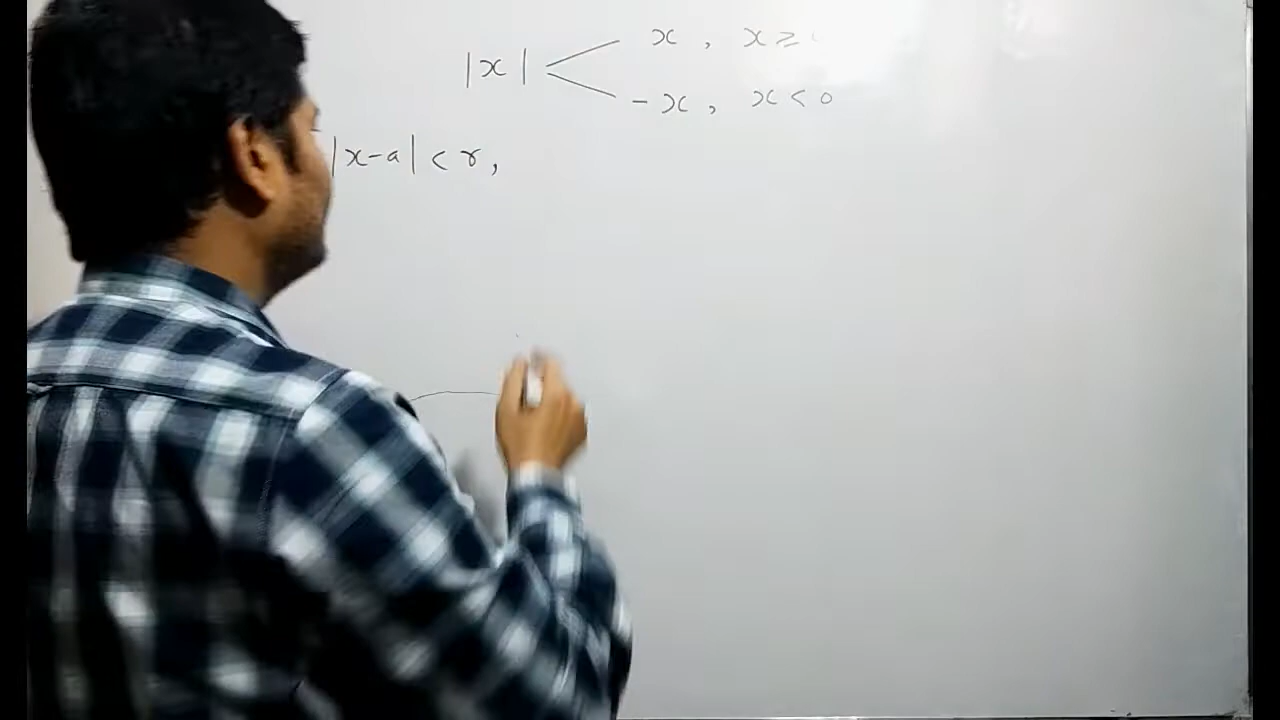 |x| < x, x ≥
-x, x < 0
|x-a| < r,